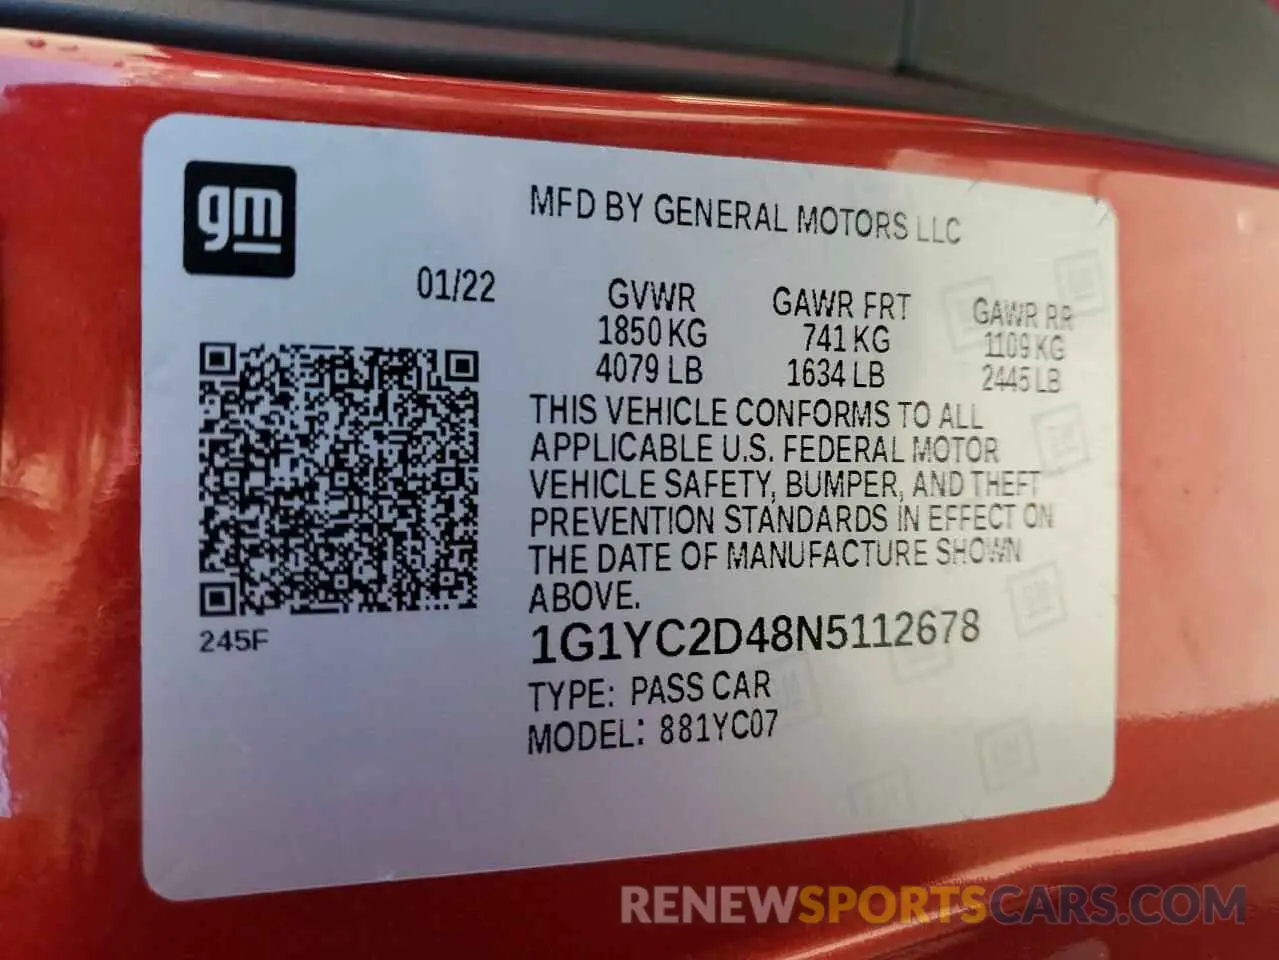 gm
MFD BY GENERAL MOTORS LLC
01/22
GVWR GAWR FRT GAWR RR
1850 KG 741 KG 1109 KG
4079 LB 1634 LB 2445 LB
THIS VEHICLE CONFORMS TO ALL
APPLICABLE U.S. FEDERAL MOTOR
VEHICLE SAFETY, BUMPER, AND THEFT
PREVENTION STANDARDS IN EFFECT ON
THE DATE OF MANUFACTURE SHOWN
ABOVE.
245F
1G1YC2D48N5112678
TYPE: PASS CAR
MODEL: 881YC07
RENEWSPORTSCARS.COM